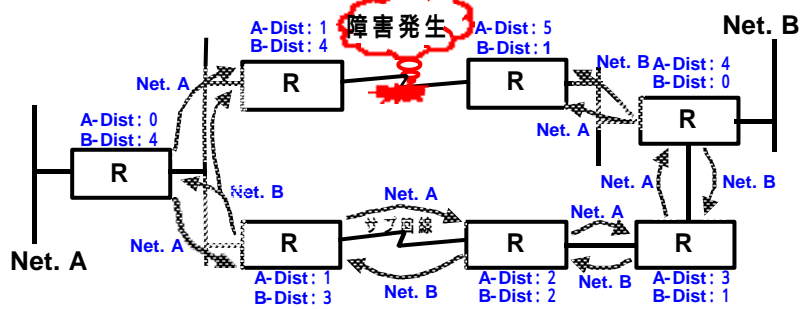 障害発生
A-Dist: 1
B-Dist: 4
A-Dist: 5
B-Dist: 1
Net. B
R
R
Net. A
Net. B
A-Dist: 4
B-Dist: 0
A-Dist: 0
B-Dist: 4
R
R
Net. A
Net. B
Net. A
Net. A
Net. B
Net. A
サブ回線
Net. A
Net. A
R
R
R
Net. B
Net. B
Net. A
A-Dist: 1
B-Dist: 3
A-Dist: 2
B-Dist: 2
A-Dist: 3
B-Dist: 1